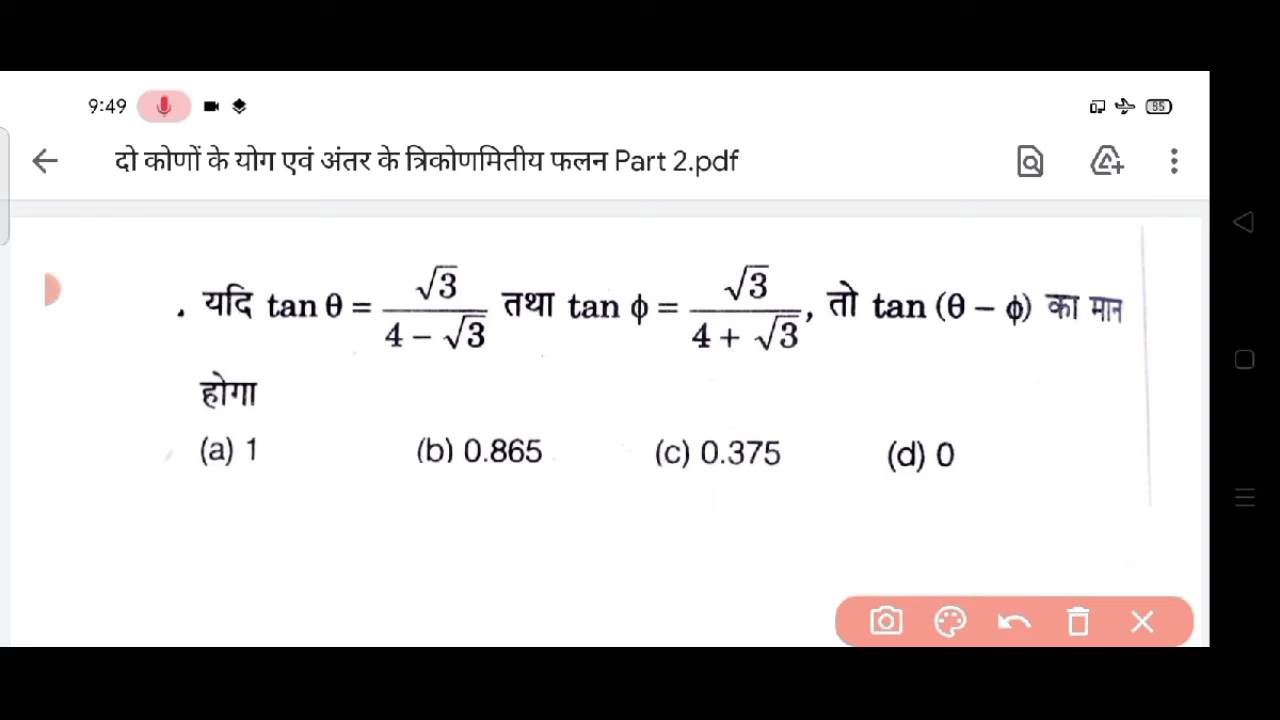 9:49 85
दो कोणों के योग एवं अंतर के त्रिकोणमितीय फलन Part 2.pdf
. यदि tan θ = √3 / (4 − √3) तथा tan ϕ = √3 / (4 + √3), तो tan (θ − ϕ) का मान
होगा
(a) 1 (b) 0.865 (c) 0.375 (d) 0